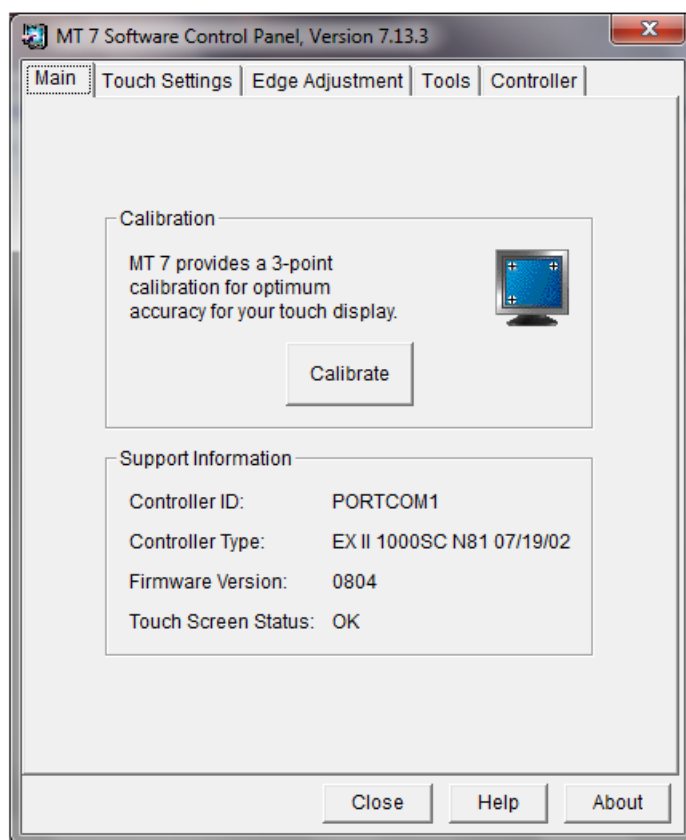 MT 7 Software Control Panel, Version 7.13.3
x
Main Touch Settings Edge Adjustment Tools Controller
Calibration
MT 7 provides a 3-point
calibration for optimum
accuracy for your touch display.
Calibrate
Support Information
Controller ID: PORTCOM1
Controller Type: EX II 1000SC N81 07/19/02
Firmware Version: 0804
Touch Screen Status: OK
Close Help About